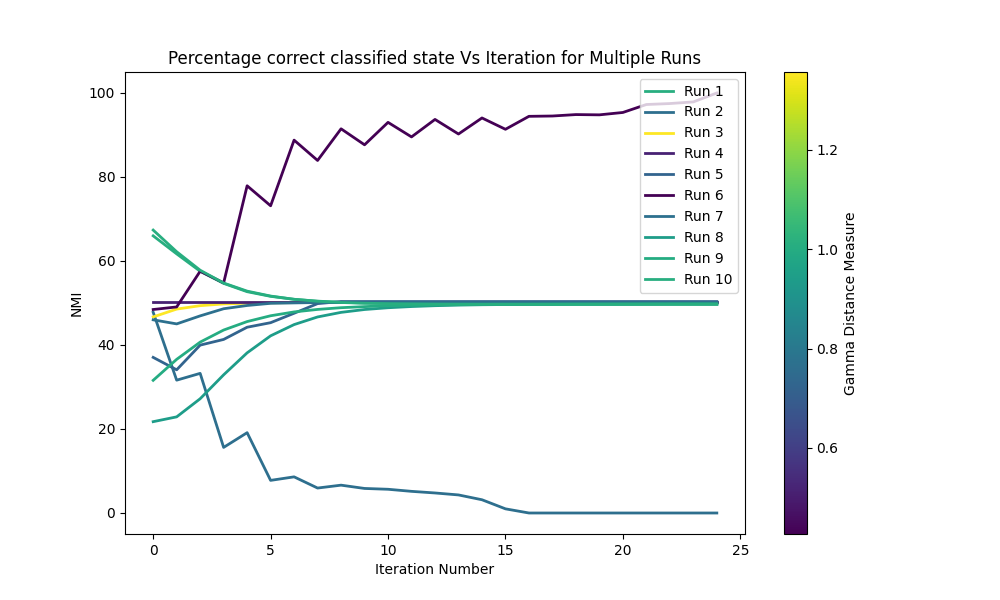 Percentage correct classified state Vs Iteration for Multiple Runs
NMI
100
80
60
40
20
0
0 5 10 15 20 25
Iteration Number
Run 1
Run 2
Run 3
Run 4
Run 5
Run 6
Run 7
Run 8
Run 9
Run 10
1.2
1.0
0.8
0.6
Gamma Distance Measure